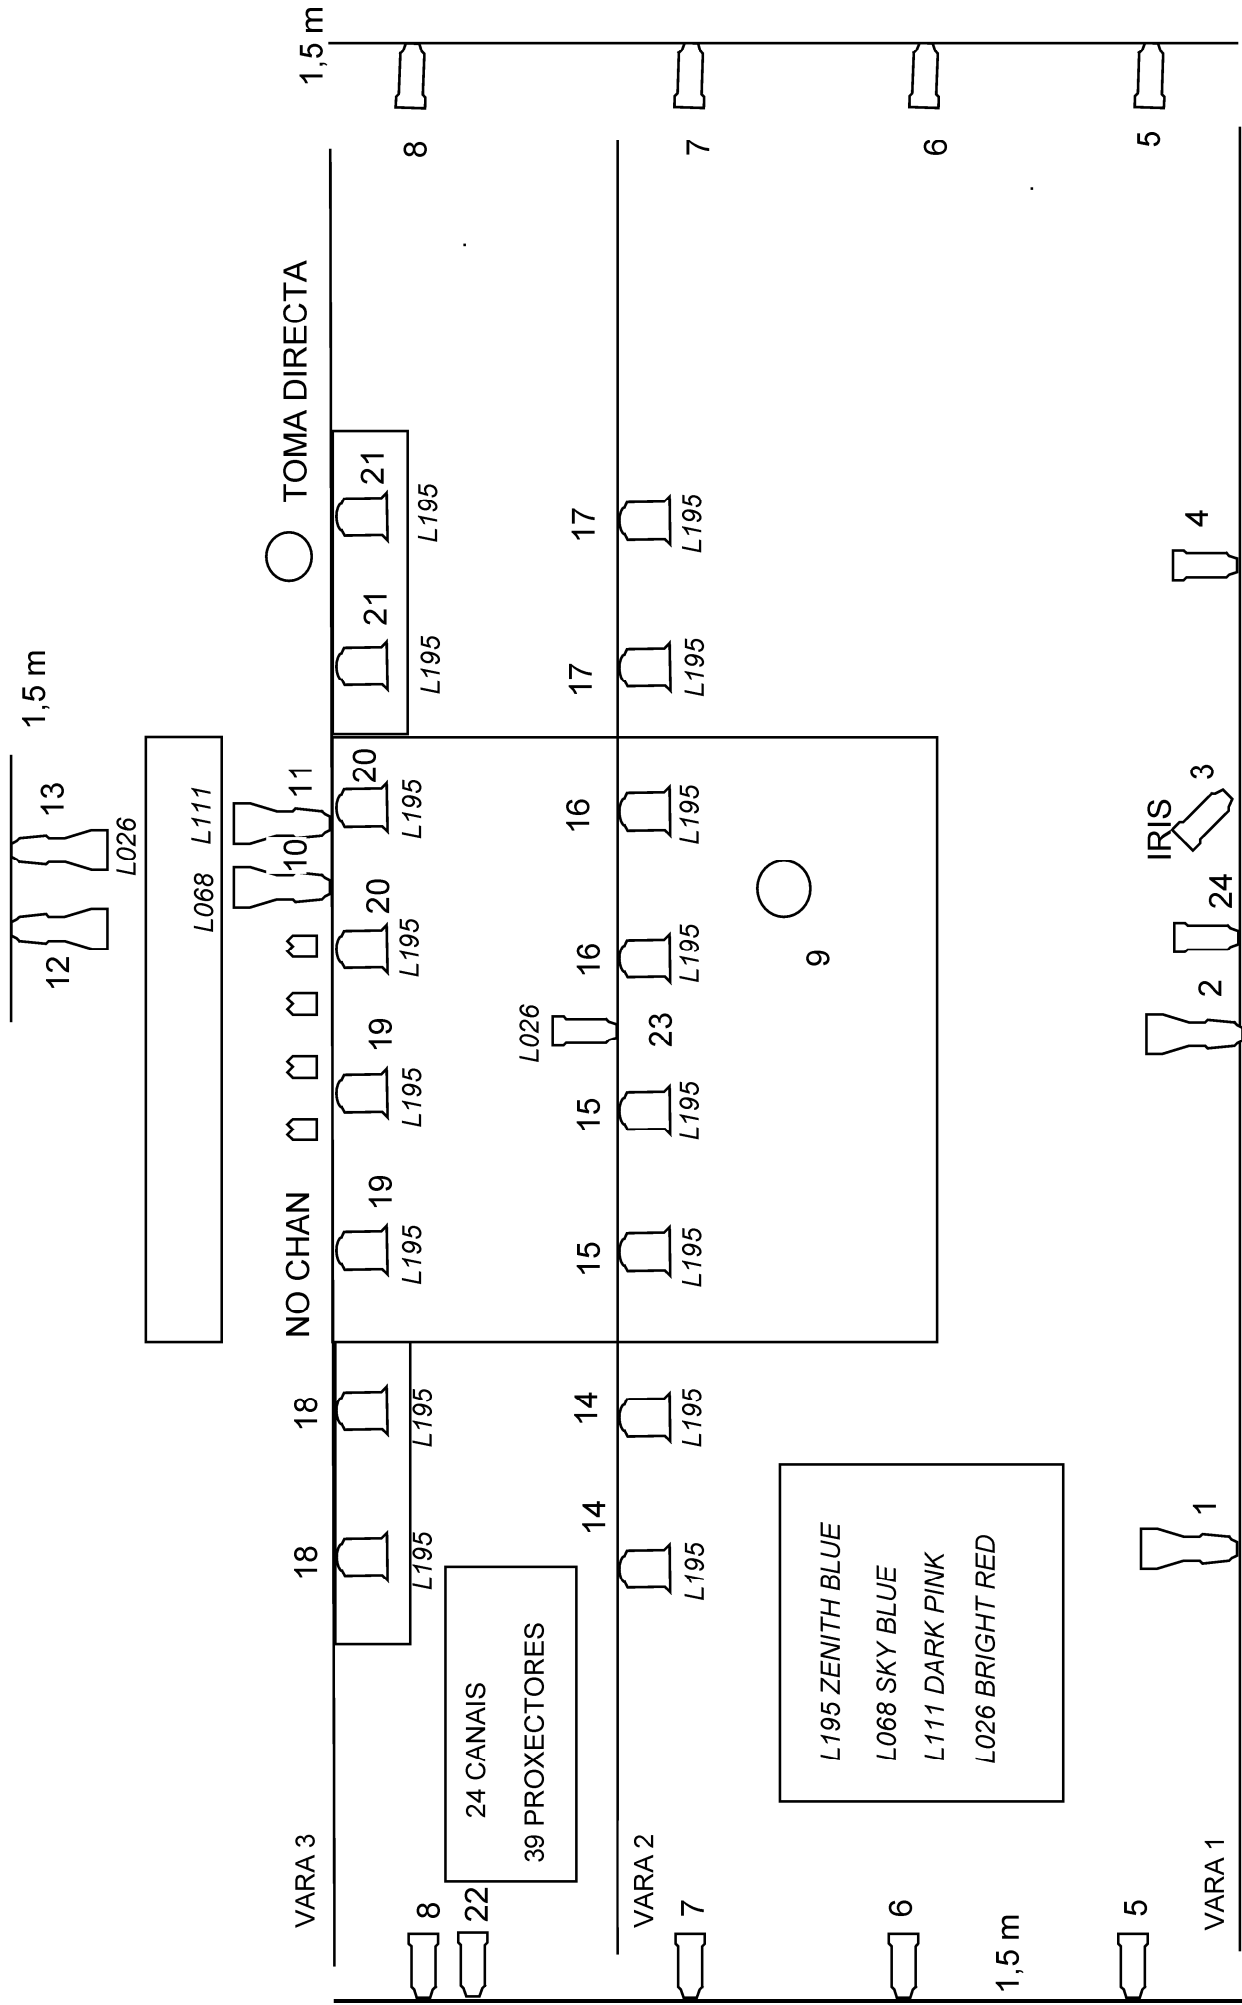 12
13
1,5 m
L026
L068
L111
NO CHAN
10
11
TOMA DIRECTA
1,5 m
VARA 3
18
18
19
19
20
20
21
21
L195
L195
L195
L195
L195
L195
L195
L195
8
22
8
24 CANAIS
39 PROXECTORES
L026
14
14
15
15
16
16
17
17
VARA 2
23
7
L195
L195
L195
L195
L195
L195
L195
L195
7
9
L195 ZENITH BLUE
L068 SKY BLUE
L111 DARK PINK
L026 BRIGHT RED
6
6
1,5 m
5
5
IRIS
VARA 1
1
2
24
3
4